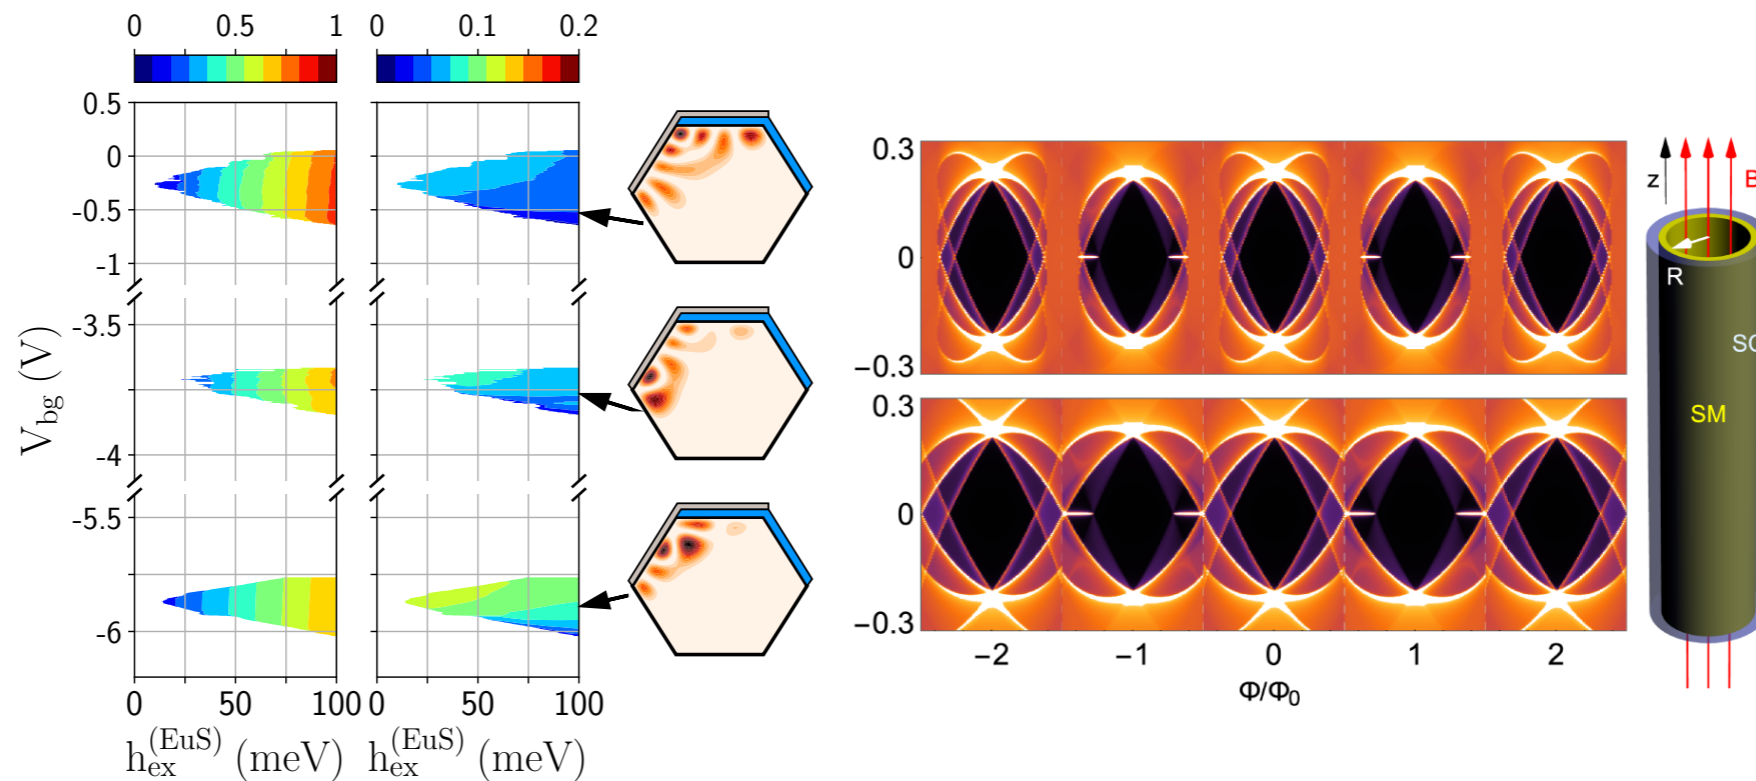 0 0.5 1 0 0.1 0.2
0.5
0
-0.5
-1
-3.5
-4
-5.5
-6
V_bg (V)
0 50 100 0 50 100
h_ex^(EuS) (meV) h_ex^(EuS) (meV)
0.3
0
−0.3
0.3
0
−0.3
−2 −1 0 1 2
Φ/Φ_0
z
B
R
SC
SM